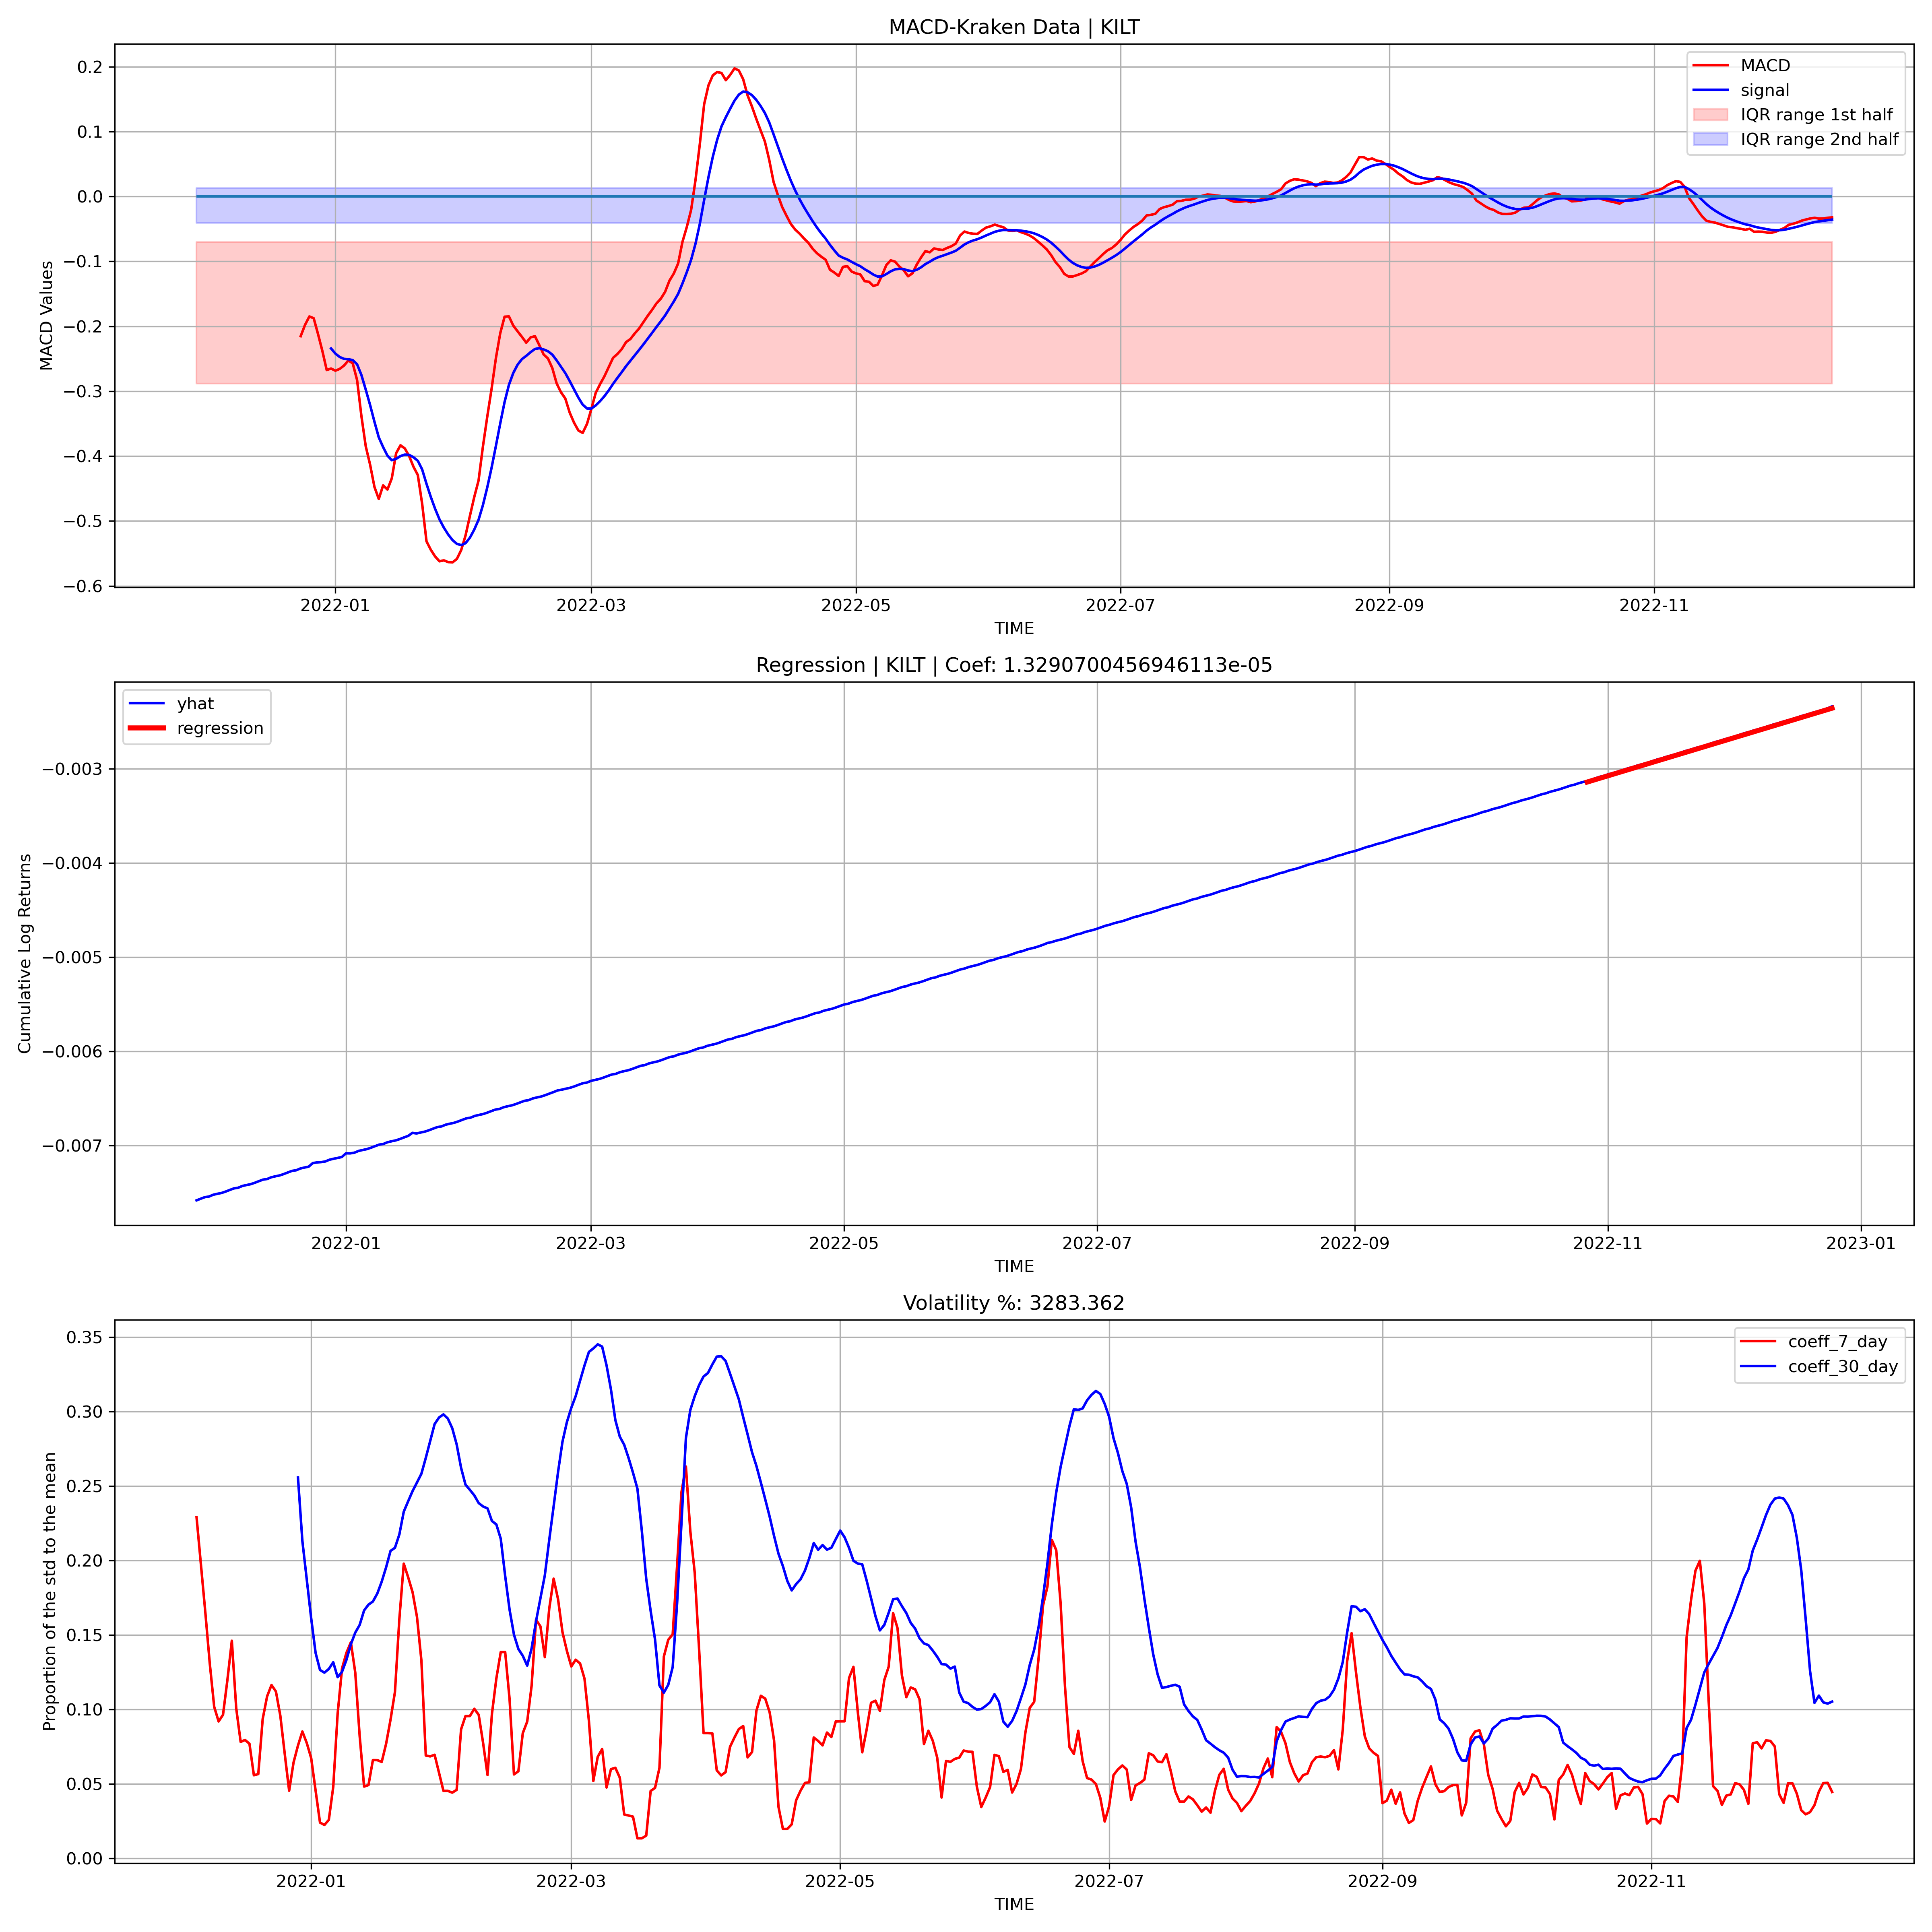 MACD-Kraken Data | KILT
MACD
signal
IQR range 1st half
IQR range 2nd half
0.2
0.1
0.0
−0.1
−0.2
−0.3
−0.4
−0.5
−0.6
MACD Values
2022-01 2022-03 2022-05 2022-07 2022-09 2022-11
TIME
Regression | KILT | Coef: 1.3290700456946113e-05
yhat
regression
−0.003
−0.004
−0.005
−0.006
−0.007
Cumulative Log Returns
2022-01 2022-03 2022-05 2022-07 2022-09 2022-11 2023-01
TIME
Volatility %: 3283.362
coeff_7_day
coeff_30_day
0.35
0.30
0.25
0.20
0.15
0.10
0.05
0.00
Proportion of the std to the mean
2022-01 2022-03 2022-05 2022-07 2022-09 2022-11
TIME